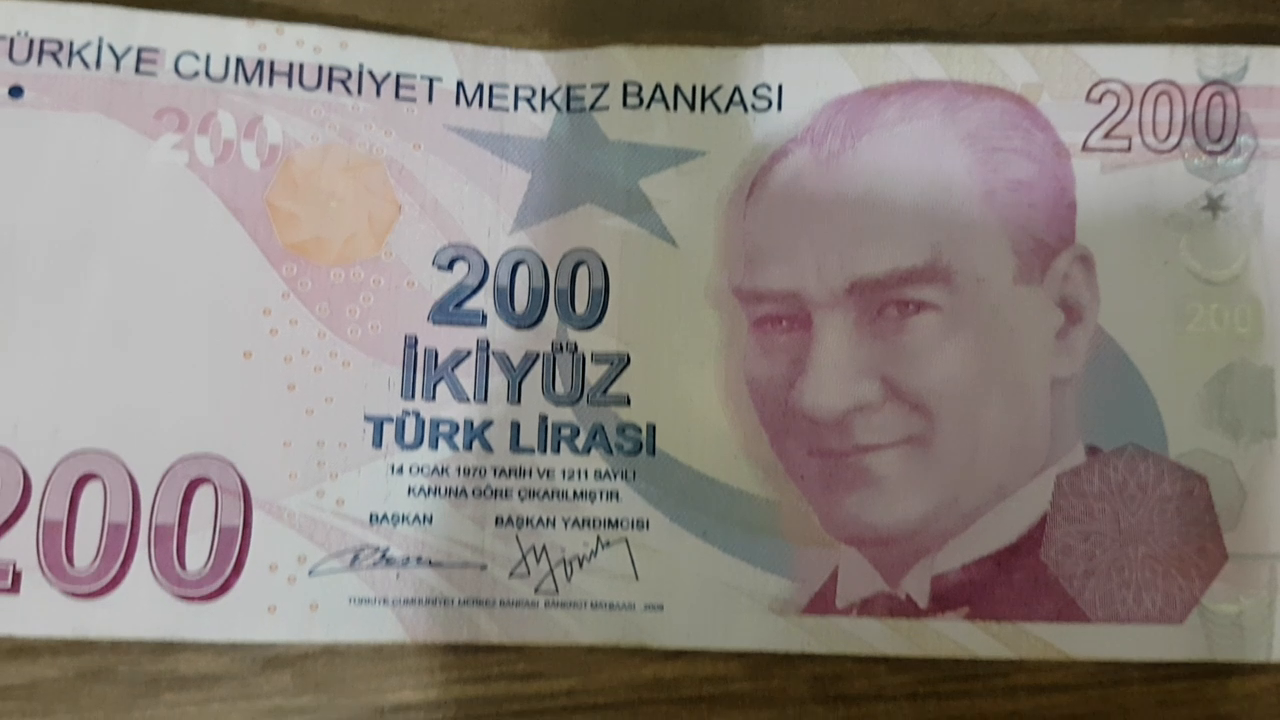 TÜRKİYE CUMHURİYET MERKEZ BANKASI
200
200
200
İKİYÜZ
TÜRK LİRASI
14 OCAK 1970 TARİH VE 1211 SAYILI
KANUNA GÖRE ÇIKARILMIŞTIR.
BAŞKAN BAŞKAN YARDIMCISI
TÜRKİYE CUMHURİYET MERKEZ BANKASI BANKNOT MATBAASI 2009
200
200